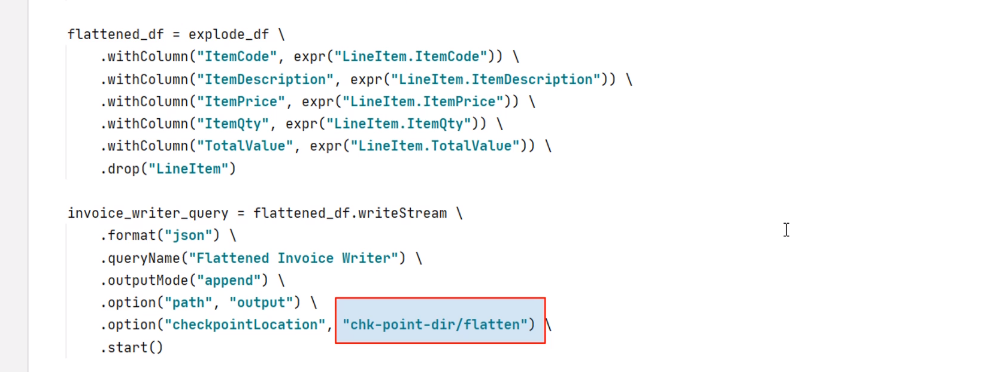 flattened_df = explode_df \
.withColumn("ItemCode", expr("LineItem.ItemCode")) \
.withColumn("ItemDescription", expr("LineItem.ItemDescription")) \
.withColumn("ItemPrice", expr("LineItem.ItemPrice")) \
.withColumn("ItemQty", expr("LineItem.ItemQty")) \
.withColumn("TotalValue", expr("LineItem.TotalValue")) \
.drop("LineItem")
invoice_writer_query = flattened_df.writeStream \
.format("json") \
.queryName("Flattened Invoice Writer") \
.outputMode("append") \
.option("path", "output") \
.option("checkpointLocation", "chk-point-dir/flatten") \
.start()